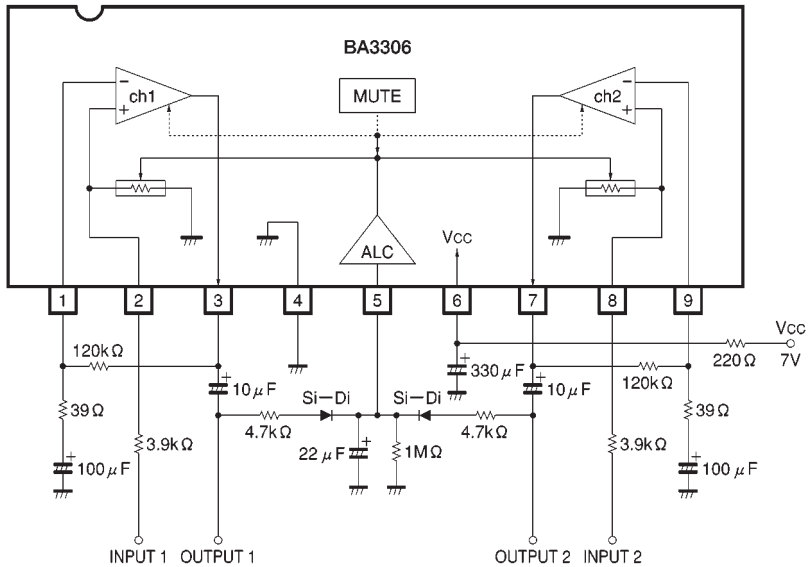 BA3306
ch1
−
+
MUTE
ch2
−
+
ALC
VCC
1
2
3
4
5
6
7
8
9
120kΩ
10μF
39Ω
100μF
3.9kΩ
4.7kΩ
Si−Di
22μF
+
1MΩ
Si−Di
4.7kΩ
330μF
+
10μF
+
120kΩ
220Ω
VCC
7V
39Ω
3.9kΩ
100μF
+
+
+
INPUT 1
OUTPUT 1
OUTPUT 2
INPUT 2